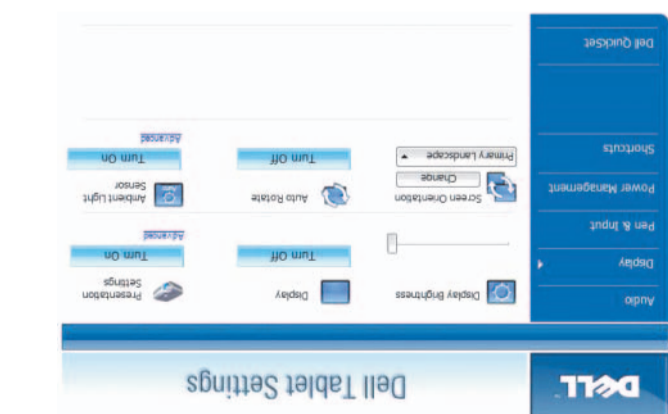 DELL™
Dell Tablet Settings
Audio
Display
Pen & Input
Power Management
Shortcuts
Dell QuickSet
Display Brightness
Display
Turn Off
Presentation
Settings
Turn On
Advanced
Screen Orientation
Change
Primary Landscape
Auto Rotate
Turn Off
Ambient Light
Sensor
Turn On
Advanced